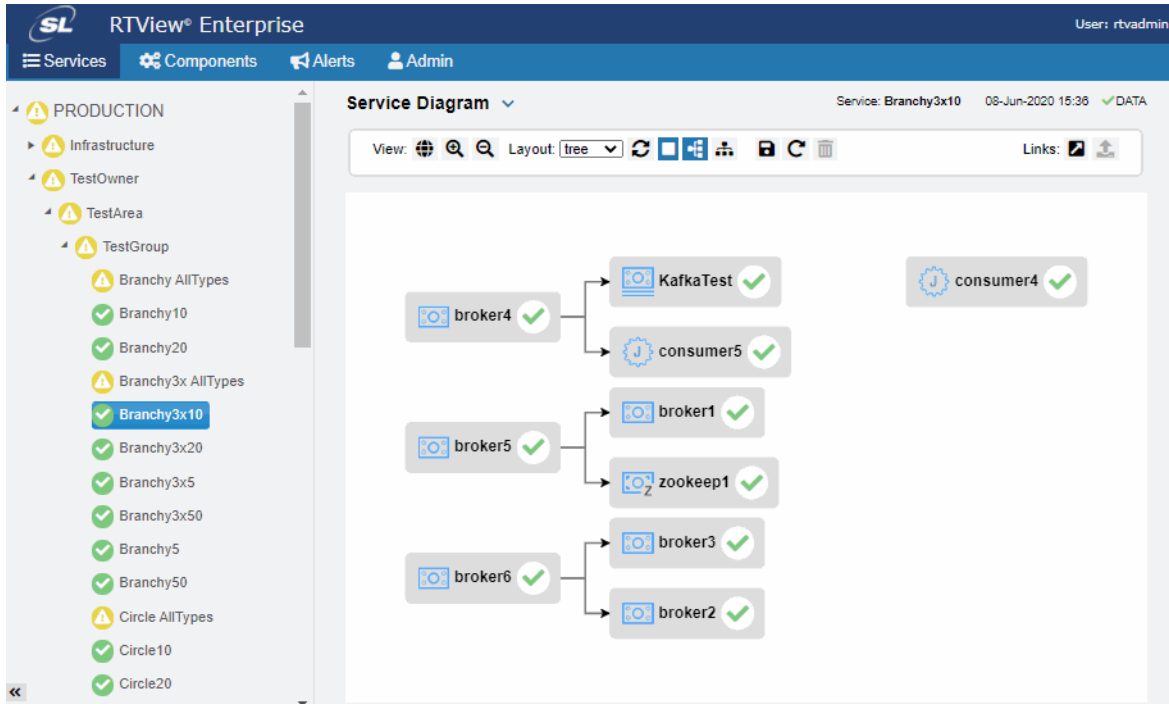 SL RTView® Enterprise User: rtvadmin
Services Components Alerts Admin
PRODUCTION
Infrastructure
TestOwner
TestArea
TestGroup
Branchy AllTypes
Branchy10
Branchy20
Branchy3x AllTypes
Branchy3x10
Branchy3x20
Branchy3x5
Branchy3x50
Branchy5
Branchy50
Circle AllTypes
Circle10
Circle20
Service Diagram Service: Branchy3x10 08-Jun-2020 15:36 DATA
View: Layout: tree Links:
KafkaTest
J consumer4
broker4
J consumer5
broker1
broker5
Z zookeep1
broker3
broker6
broker2